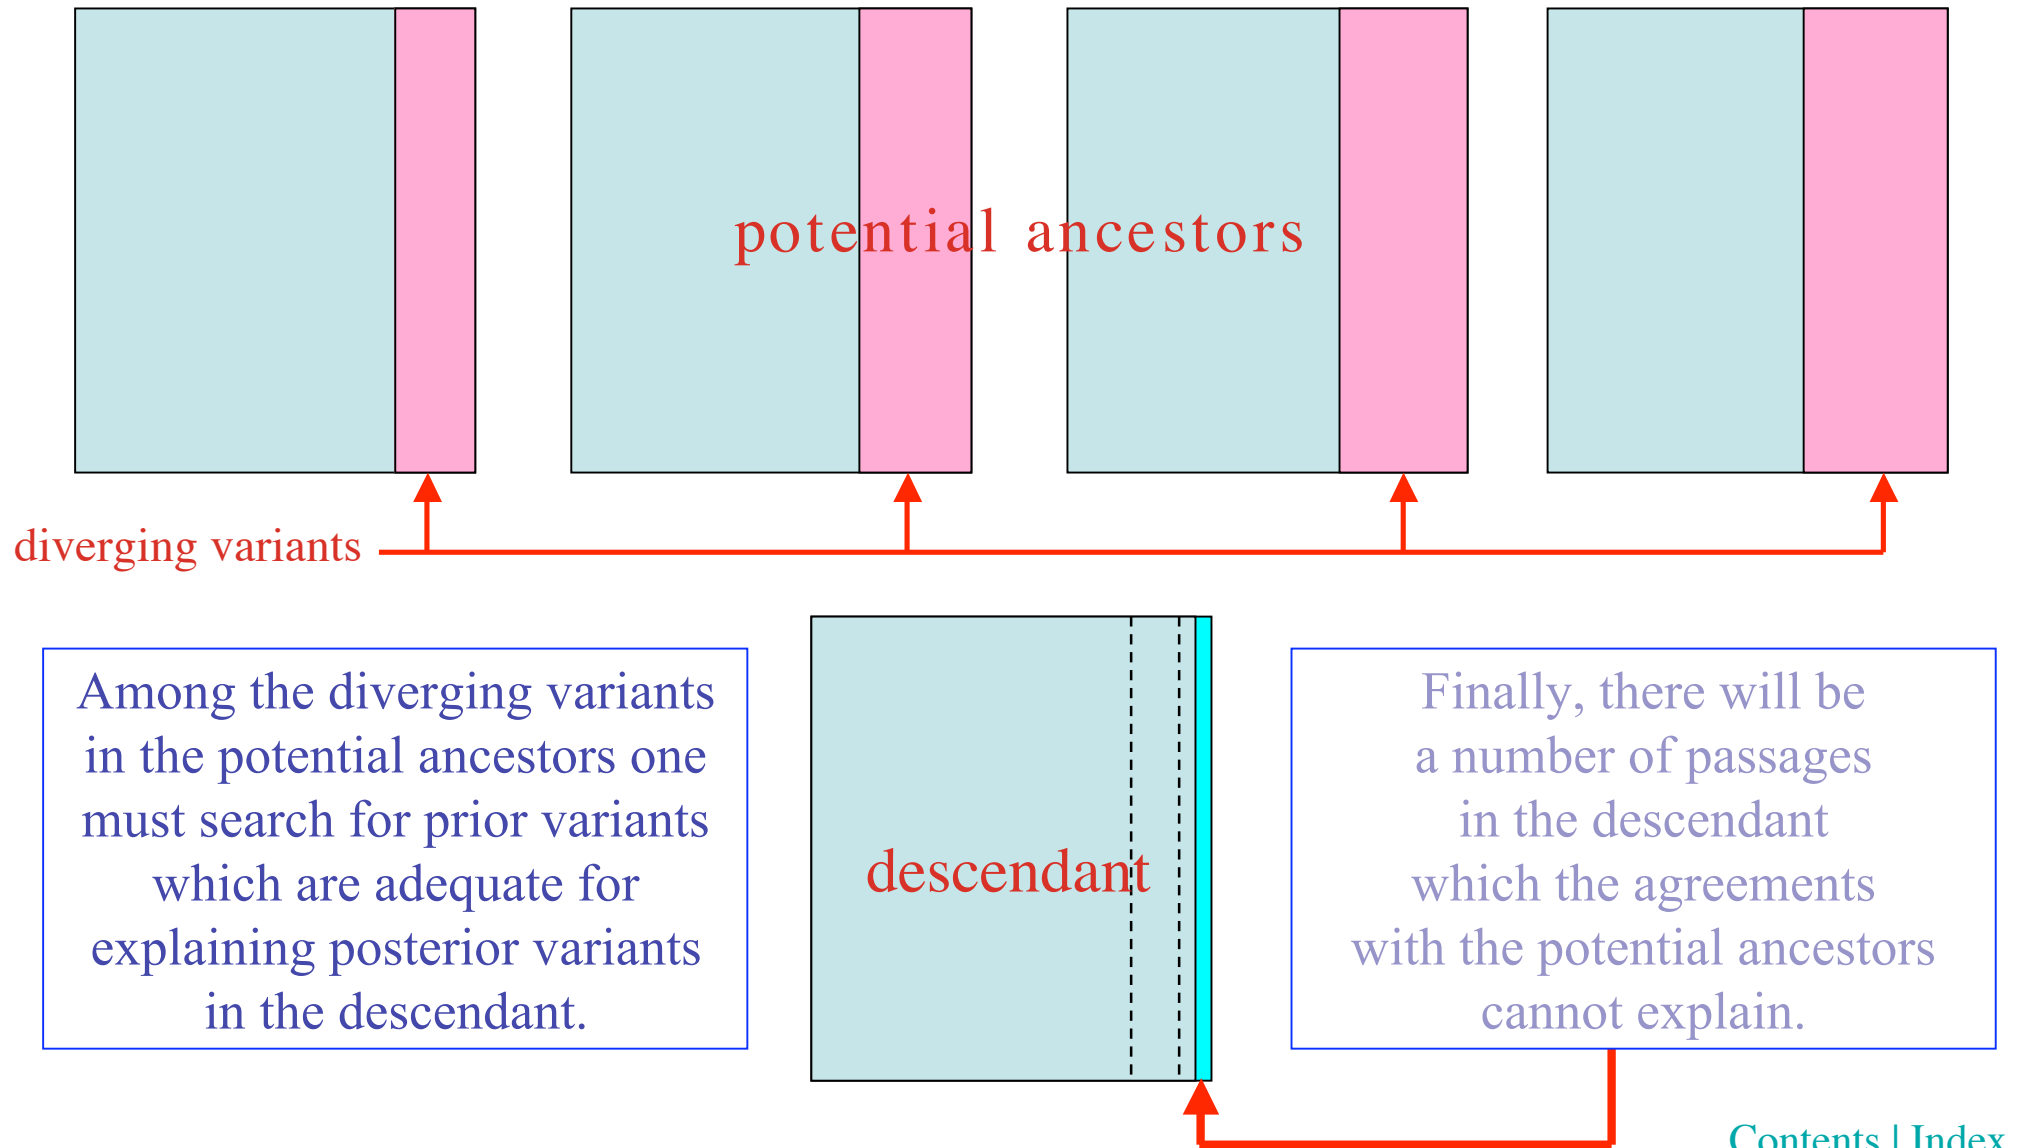 potential ancestors
diverging variants
Among the diverging variants
in the potential ancestors one
must search for prior variants
which are adequate for
explaining posterior variants
in the descendant.
descendant
Finally, there will be
a number of passages
in the descendant
which the agreements
with the potential ancestors
cannot explain.
Contents | Index